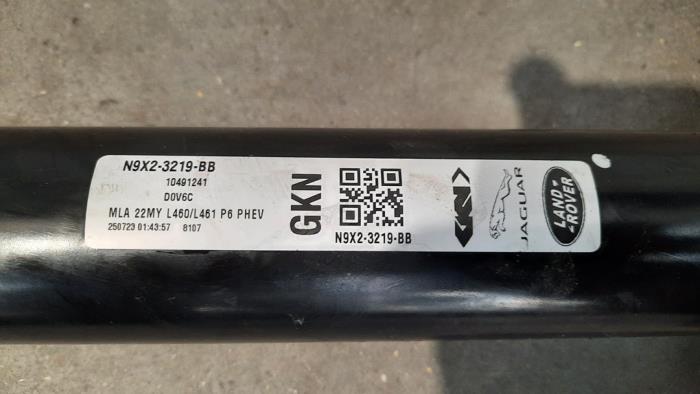 N9X2-3219-BB
10491241
D0V6C
MLA 22MY L460/L461 P6 PHEV
250723 01:43:57 8107
GKN
N9X2-3219-BB
GKN
JAGUAR
LAND
ROVER